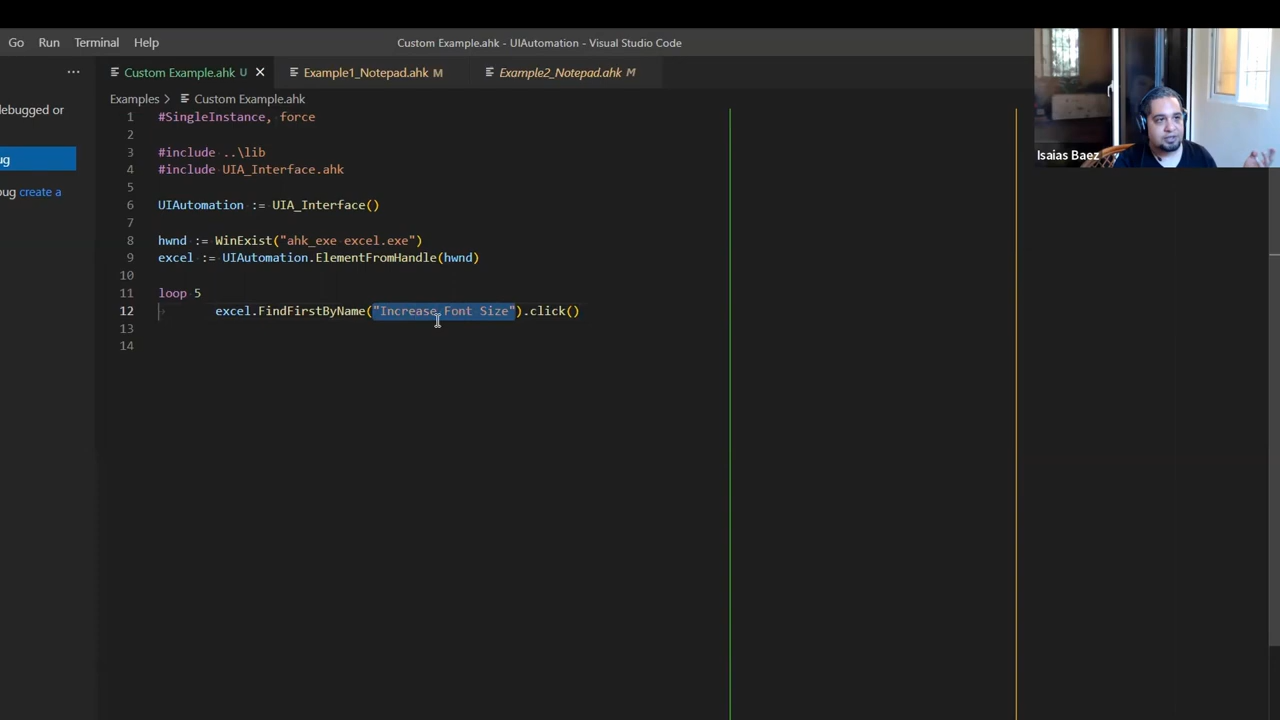 Go Run Terminal Help
Custom Example.ahk - UIAutomation - Visual Studio Code
··· Custom Example.ahk U Example1_Notepad.ahk M Example2_Notepad.ahk M
Examples > Custom Example.ahk
ebugged or
ug
bug create a
1 #SingleInstance, force
2
3 #include ..\lib
4 #include UIA_Interface.ahk
5
6 UIAutomation := UIA_Interface()
7
8 hwnd := WinExist("ahk_exe excel.exe")
9 excel := UIAutomation.ElementFromHandle(hwnd)
10
11 loop 5
12 excel.FindFirstByName("Increase Font Size").click()
13
14
Isaias Baez